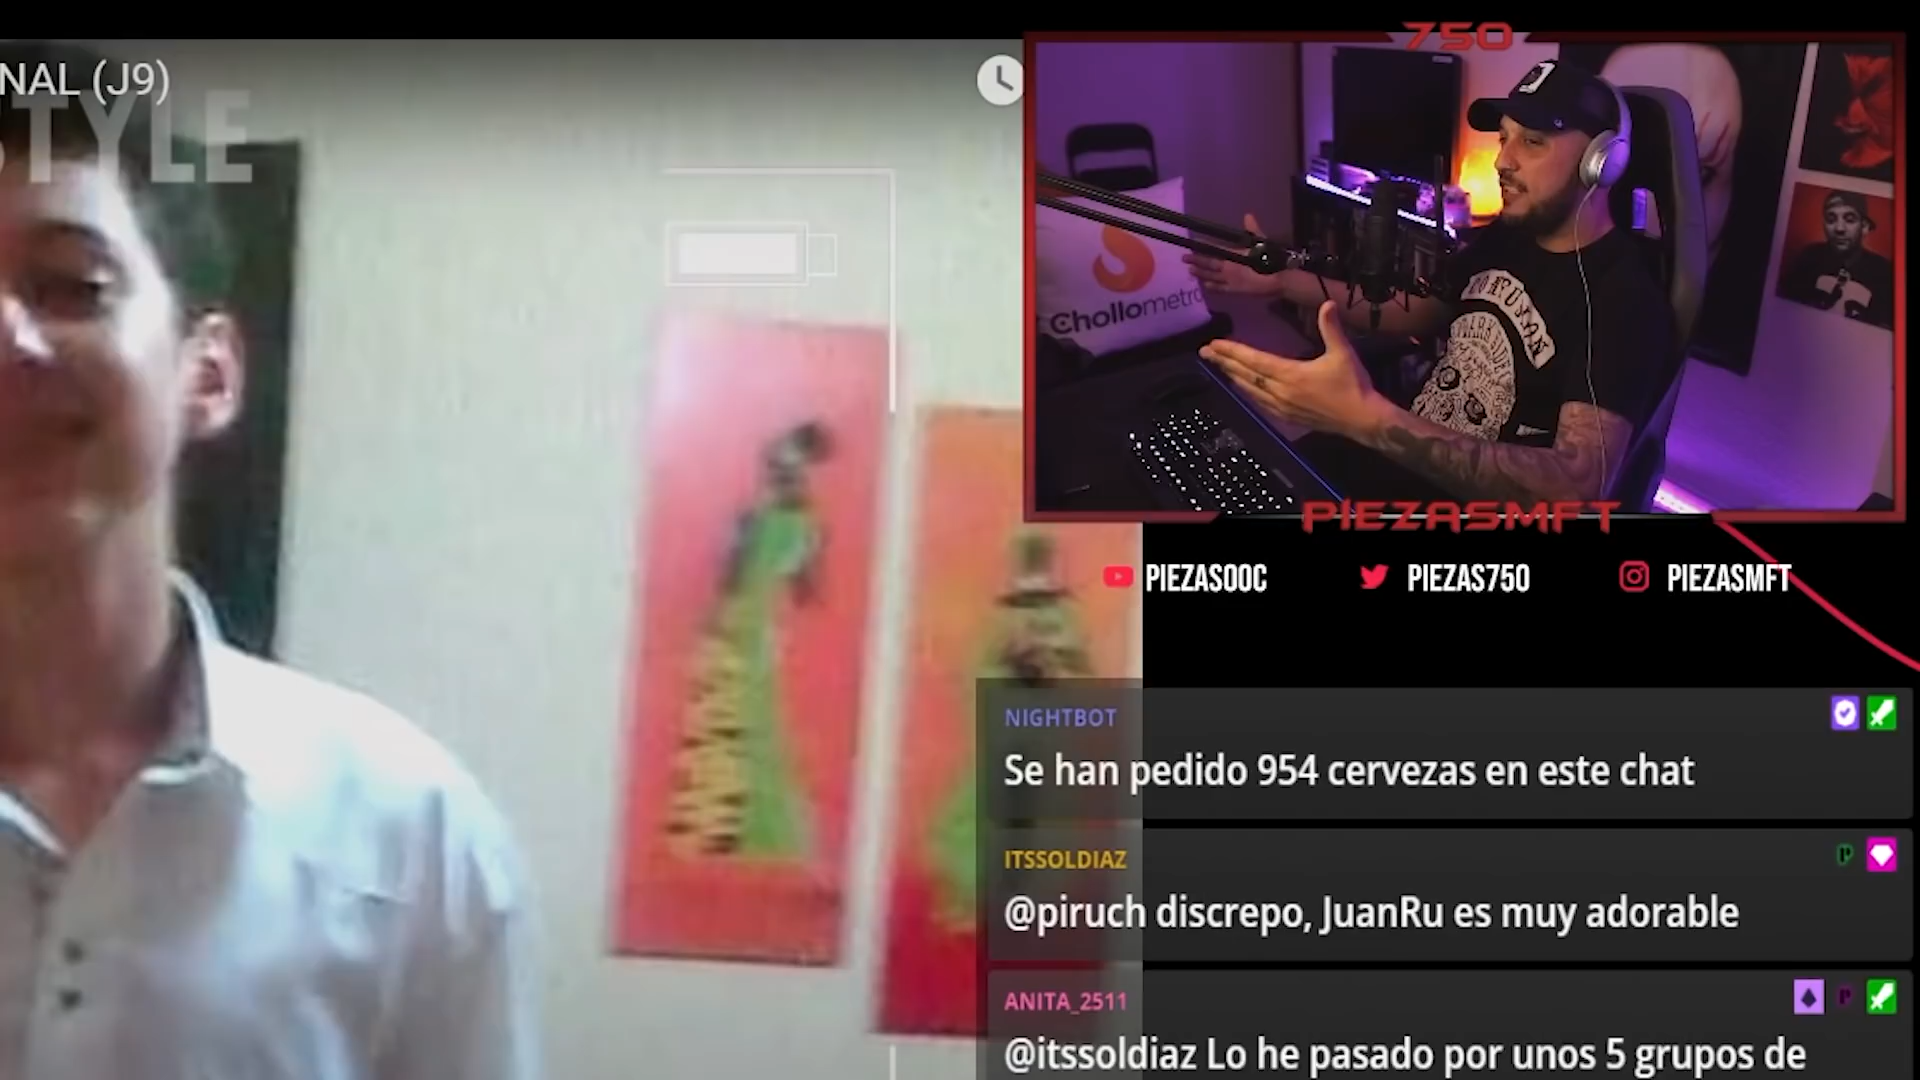 NAL (J9)
STYLE
750
Chollometro
PIEZASMFT
PIEZASOOC
PIEZAS750
PIEZASMFT
NIGHTBOT
Se han pedido 954 cervezas en este chat
ITSSOLDIAZ
@piruch discrepo, JuanRu es muy adorable
ANITA_2511
@itssoldiaz Lo he pasado por unos 5 grupos de